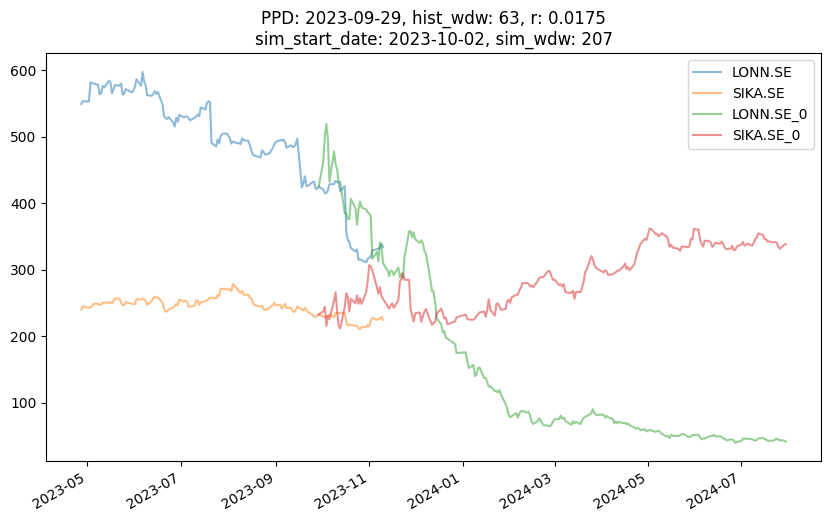 PPD: 2023-09-29, hist_wdw: 63, r: 0.0175
sim_start_date: 2023-10-02, sim_wdw: 207
LONN.SE
SIKA.SE
LONN.SE_0
SIKA.SE_0
600
500
400
300
200
100
2023-05
2023-07
2023-09
2023-11
2024-01
2024-03
2024-05
2024-07